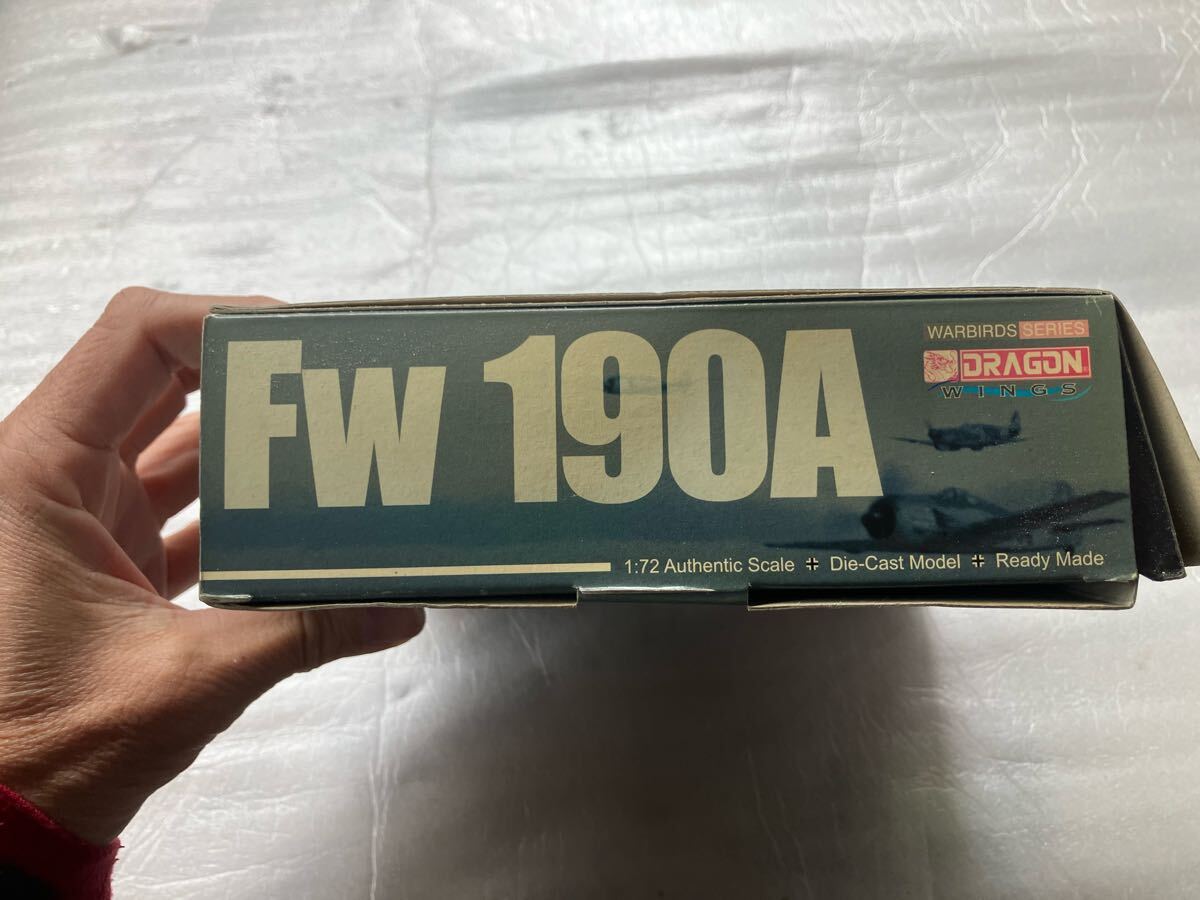 Fw 190A
WARBIRDS SERIES
DRAGON
WINGS
1:72 Authentic Scale ✠ Die-Cast Model ✠ Ready Made